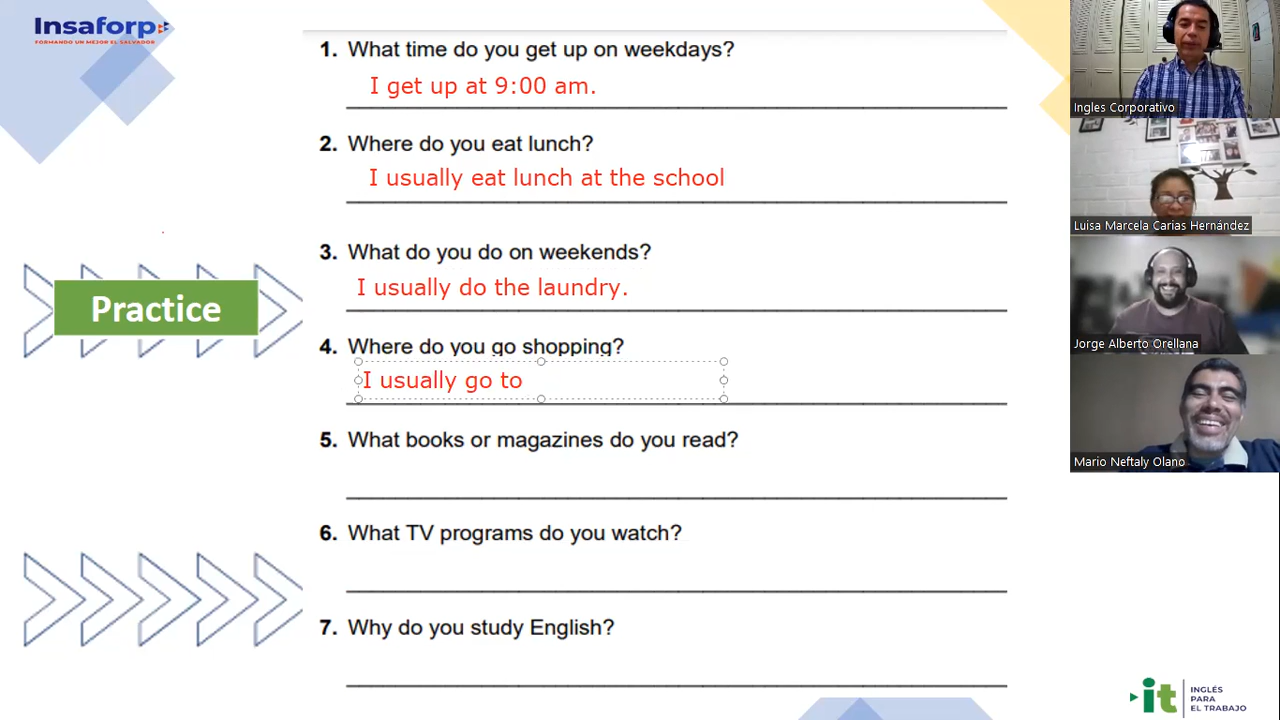 Insaforp
FORMANDO UN MEJOR EL SALVADOR
1. What time do you get up on weekdays?
I get up at 9:00 am.
2. Where do you eat lunch?
I usually eat lunch at the school
3. What do you do on weekends?
I usually do the laundry.
Practice
4. Where do you go shopping?
I usually go to
5. What books or magazines do you read?
6. What TV programs do you watch?
7. Why do you study English?
Ingles Corporativo
Luisa Marcela Carias Hernández
Jorge Alberto Orellana
Mario Neftaly Olano
it
INGLÉS
PARA
EL TRABAJO